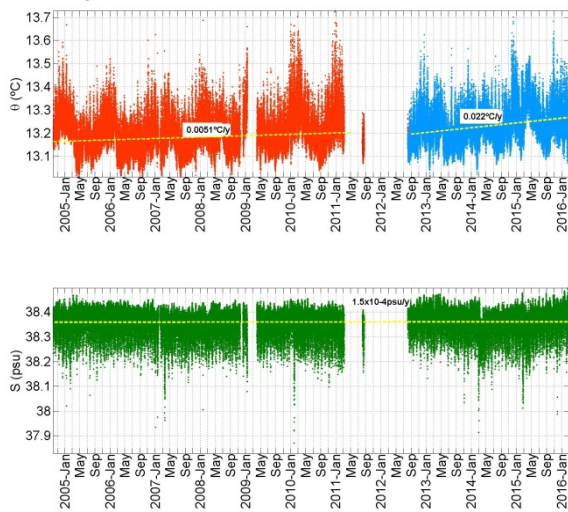 13.7
13.6
13.5
13.4
13.3
13.2
13.1
θ (ºC)
0.0051ºC/y
0.022ºC/y
2005-Jan
May
Sep
2006-Jan
May
Sep
2007-Jan
May
Sep
2008-Jan
May
Sep
2009-Jan
May
Sep
2010-Jan
May
Sep
2011-Jan
May
Sep
2012-Jan
May
Sep
2013-Jan
May
Sep
2014-Jan
May
Sep
2015-Jan
May
Sep
2016-Jan
38.4
38.3
38.2
38.1
38
37.9
S (psu)
1.5x10-4psu/y
2005-Jan
May
Sep
2006-Jan
May
Sep
2007-Jan
May
Sep
2008-Jan
May
Sep
2009-Jan
May
Sep
2010-Jan
May
Sep
2011-Jan
May
Sep
2012-Jan
May
Sep
2013-Jan
May
Sep
2014-Jan
May
Sep
2015-Jan
May
Sep
2016-Jan